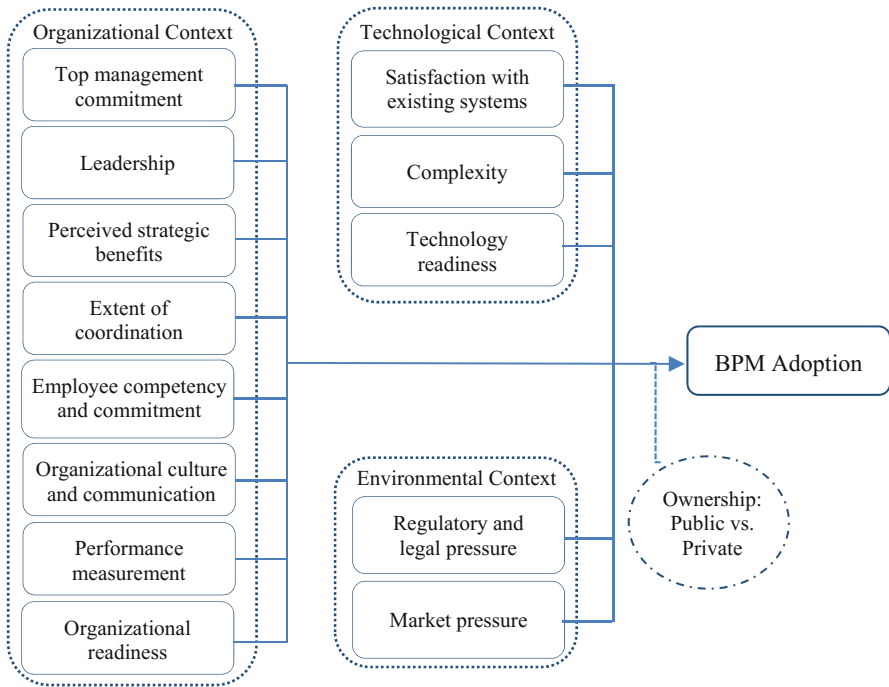 Organizational Context
Top management
commitment
Leadership
Perceived strategic
benefits
Extent of
coordination
Employee competency
and commitment
Organizational culture
and communication
Performance
measurement
Organizational
readiness
Technological Context
Satisfaction with
existing systems
Complexity
Technology
readiness
Environmental Context
Regulatory and
legal pressure
Market pressure
BPM Adoption
Ownership:
Public vs.
Private